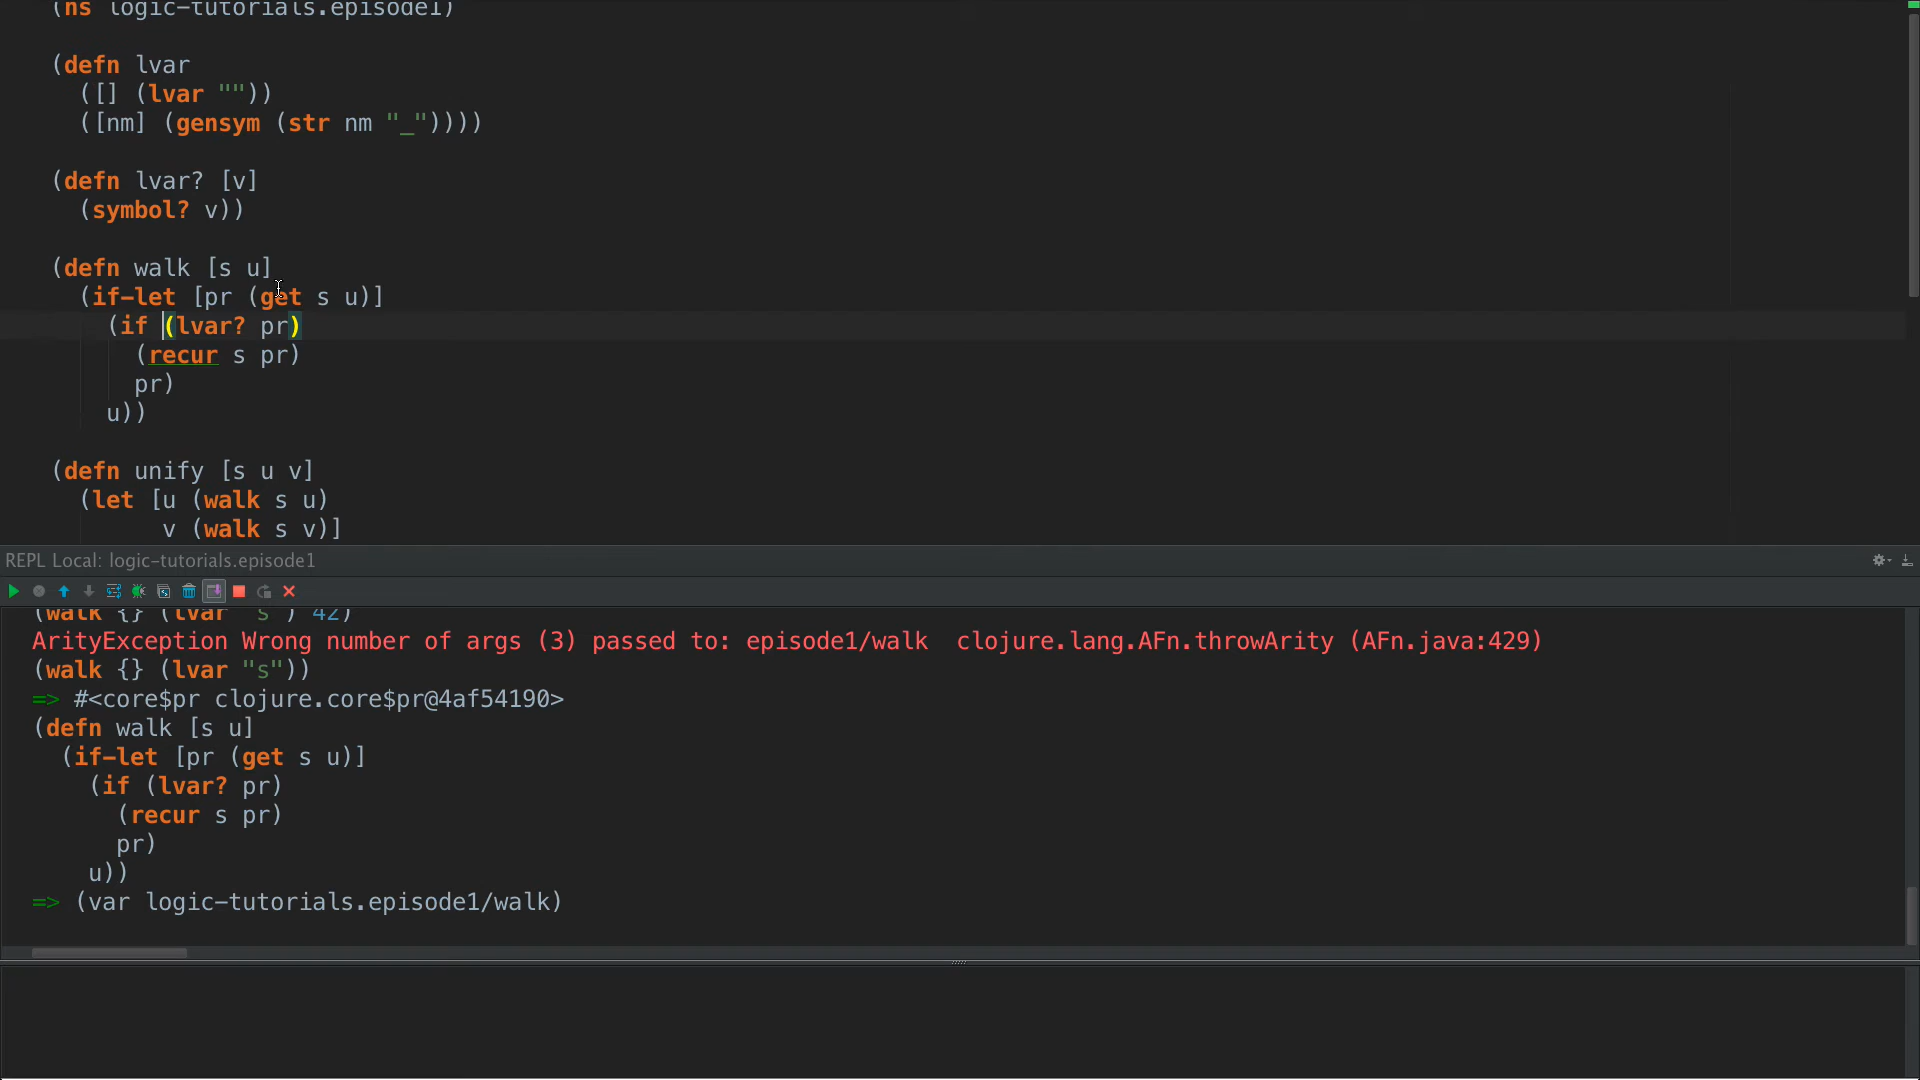 (ns logic-tutorials.episode1)
(defn lvar
([] (lvar ""))
([nm] (gensym (str nm "_"))))
(defn lvar? [v]
(symbol? v))
(defn walk [s u]
(if-let [pr (get s u)]
(if (lvar? pr)
(recur s pr)
pr)
u))
(defn unify [s u v]
(let [u (walk s u)
v (walk s v)]
REPL Local: logic-tutorials.episode1
(walk {} (lvar "s") 42)
ArityException Wrong number of args (3) passed to: episode1/walk  clojure.lang.AFn.throwArity (AFn.java:429)
(walk {} (lvar "s"))
=> #<core$pr clojure.core$pr@4af54190>
(defn walk [s u]
(if-let [pr (get s u)]
(if (lvar? pr)
(recur s pr)
pr)
u))
=> (var logic-tutorials.episode1/walk)